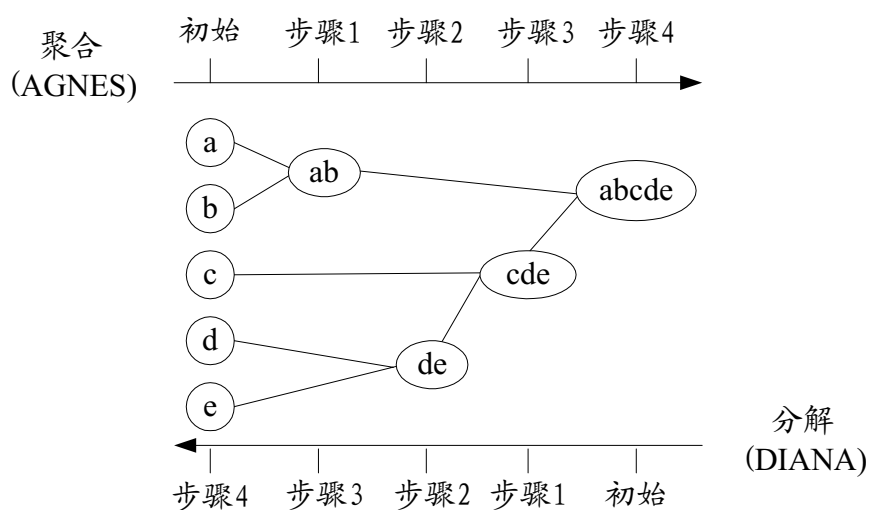 聚合
(AGNES)
初始 步骤1 步骤2 步骤3 步骤4
a
ab
b
abcde
c
cde
d
de
e
分解
(DIANA)
步骤4 步骤3 步骤2 步骤1 初始